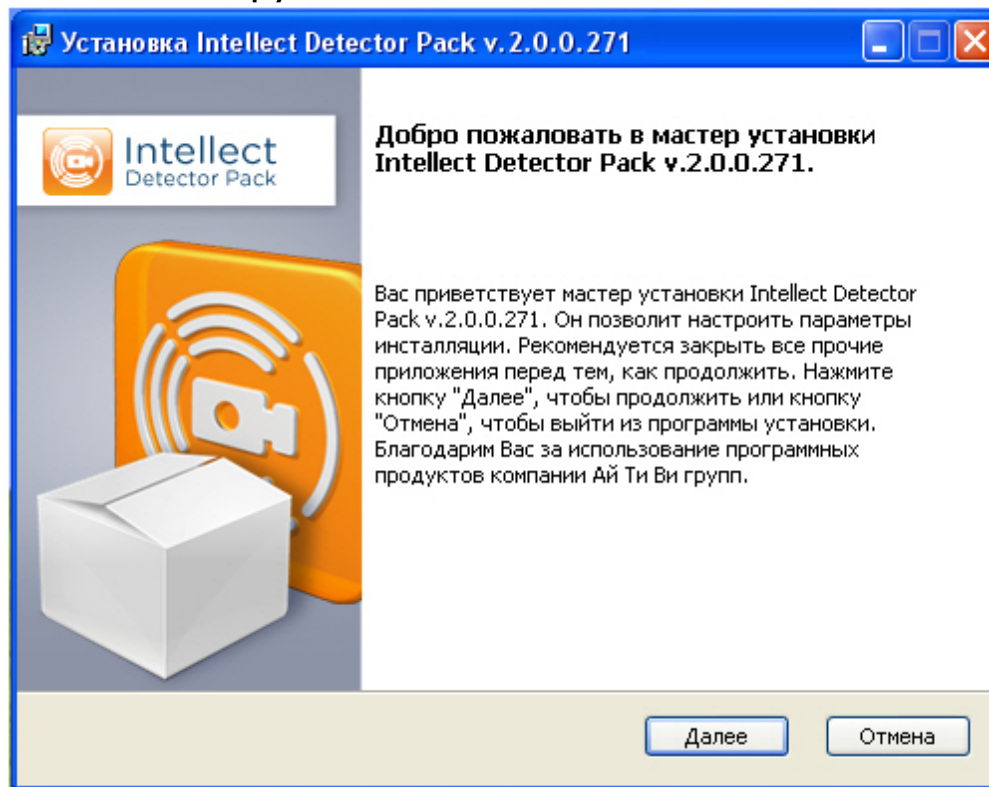 Установка Intellect Detector Pack v.2.0.0.271
Intellect
Detector Pack
Добро пожаловать в мастер установки
Intellect Detector Pack v.2.0.0.271.
Вас приветствует мастер установки Intellect Detector
Pack v.2.0.0.271. Он позволит настроить параметры
инсталляции. Рекомендуется закрыть все прочие
приложения перед тем, как продолжить. Нажмите
кнопку "Далее", чтобы продолжить или кнопку
"Отмена", чтобы выйти из программы установки.
Благодарим Вас за использование программных
продуктов компании Ай Ти Ви групп.
Далее
Отмена